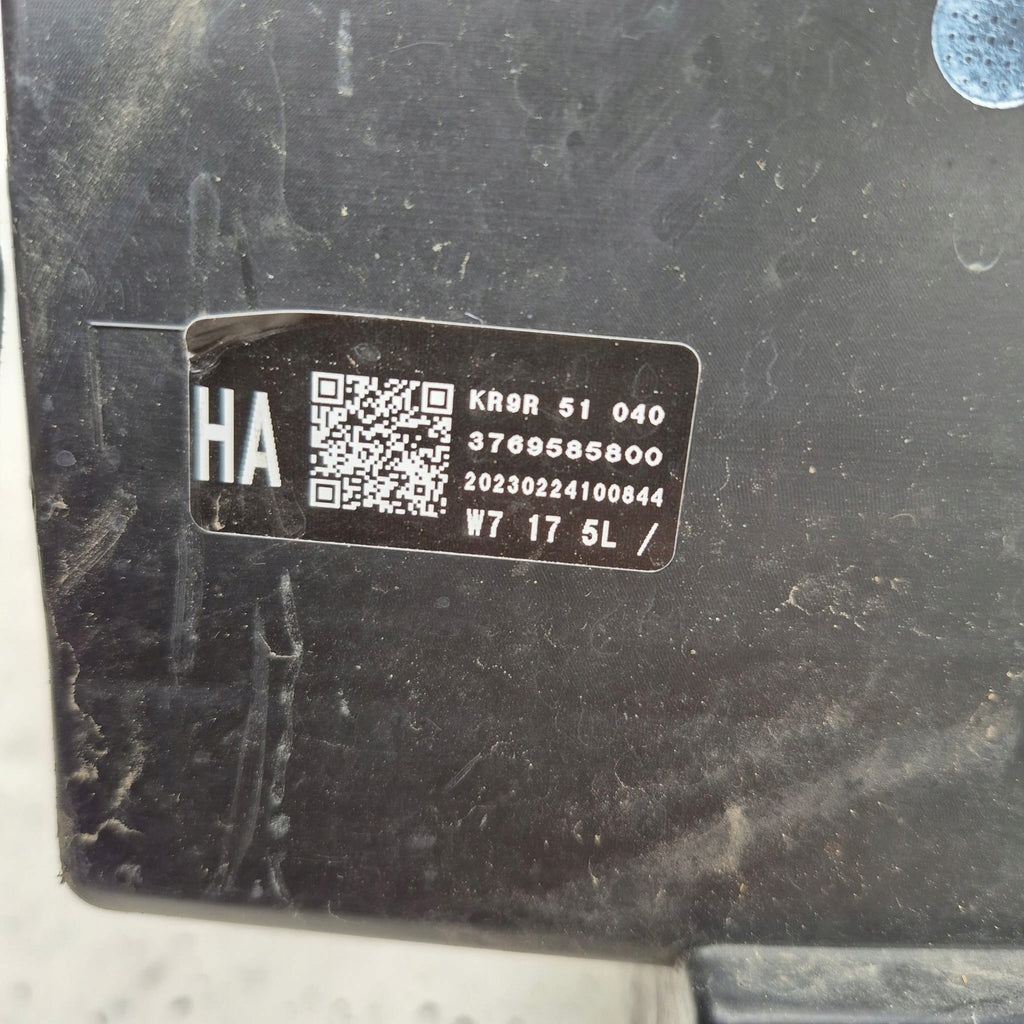 HA
KR9R 51 040
3769585800
20230224100844
W7 17 5L /